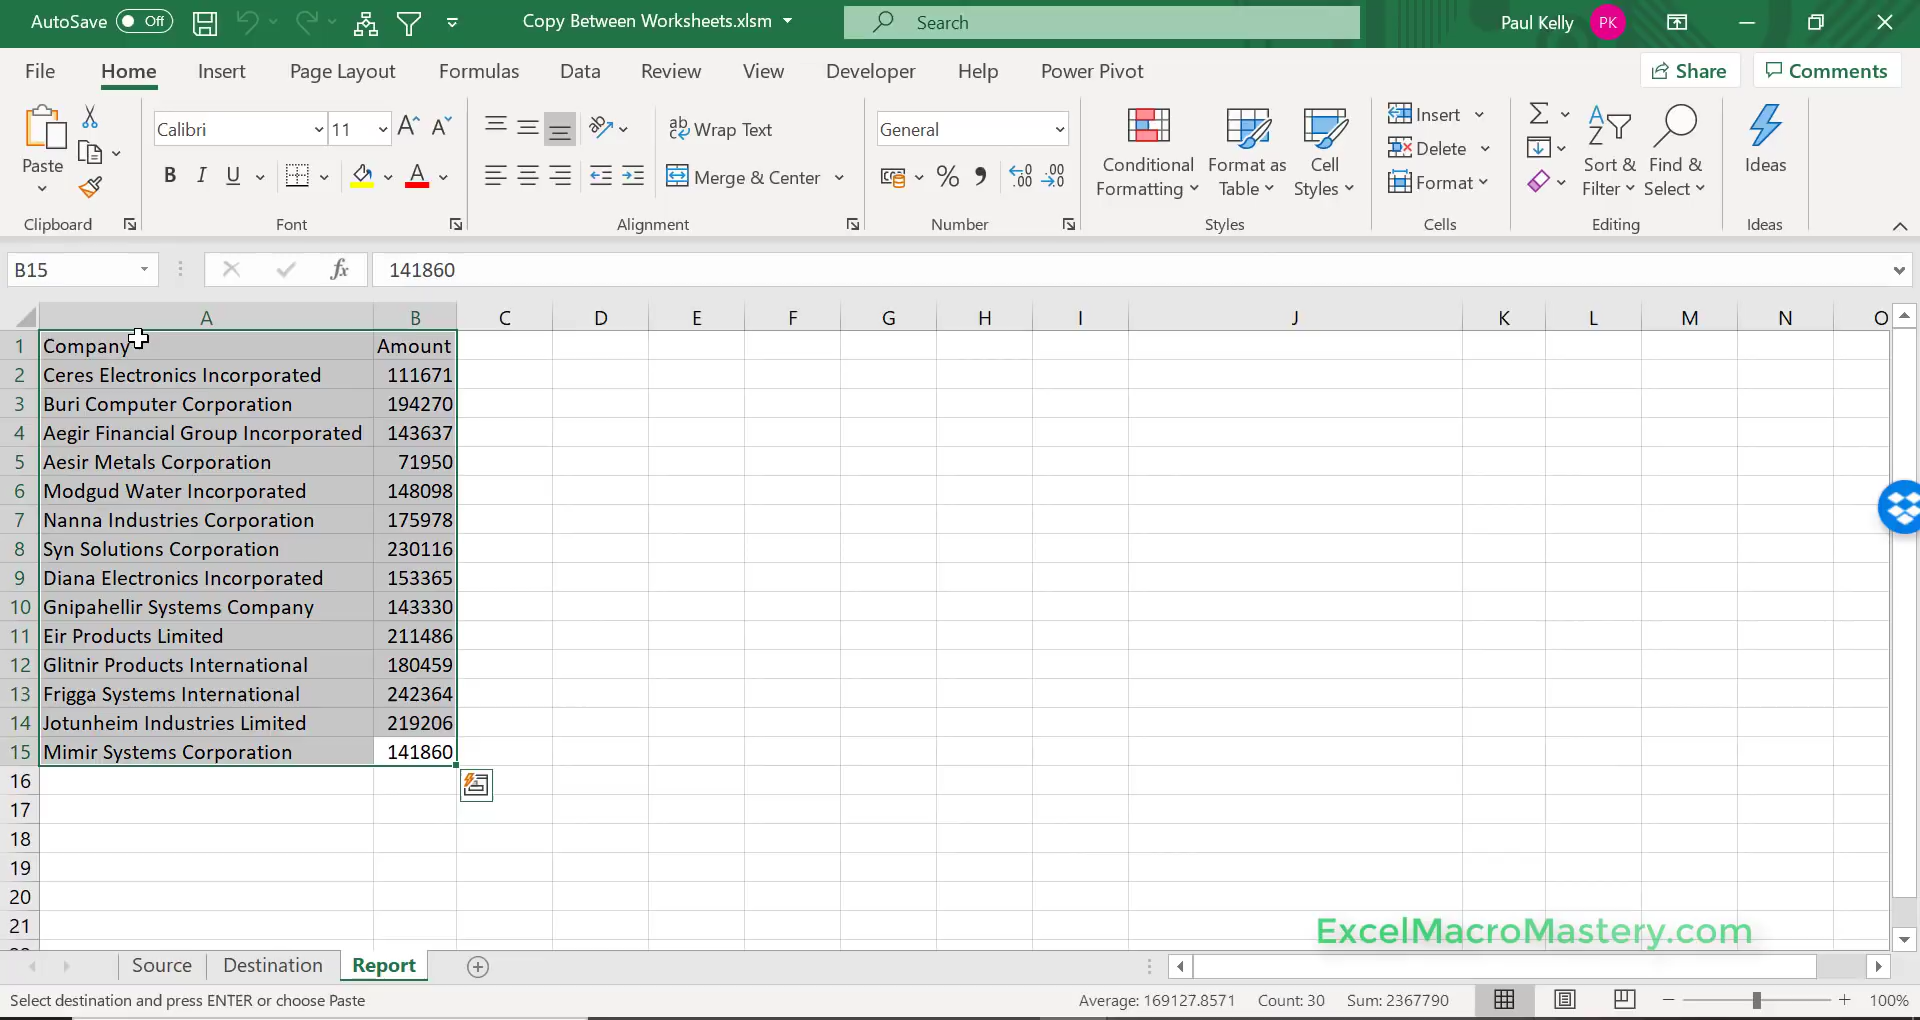 AutoSave Off Copy Between Worksheets.xlsm Search Paul Kelly PK
File Home Insert Page Layout Formulas Data Review View Developer Help Power Pivot Share Comments
Calibri 11 ab Wrap Text General Insert
Paste Conditional Format as Cell Delete Sort & Find & Ideas
B I U A Merge & Center % Formatting Table Styles Format Filter Select
Clipboard Font Alignment Number Styles Cells Editing Ideas
B15 fx 141860
A B C D E F G H I J K L M N O
1 Company Amount
2 Ceres Electronics Incorporated 111671
3 Buri Computer Corporation 194270
4 Aegir Financial Group Incorporated 143637
5 Aesir Metals Corporation 71950
6 Modgud Water Incorporated 148098
7 Nanna Industries Corporation 175978
8 Syn Solutions Corporation 230116
9 Diana Electronics Incorporated 153365
10 Gnipahellir Systems Company 143330
11 Eir Products Limited 211486
12 Glitnir Products International 180459
13 Frigga Systems International 242364
14 Jotunheim Industries Limited 219206
15 Mimir Systems Corporation 141860
16
17
18
19
20
21
ExcelMacroMastery.com
Source Destination Report
Select destination and press ENTER or choose Paste Average: 169127.8571 Count: 30 Sum: 2367790 100%